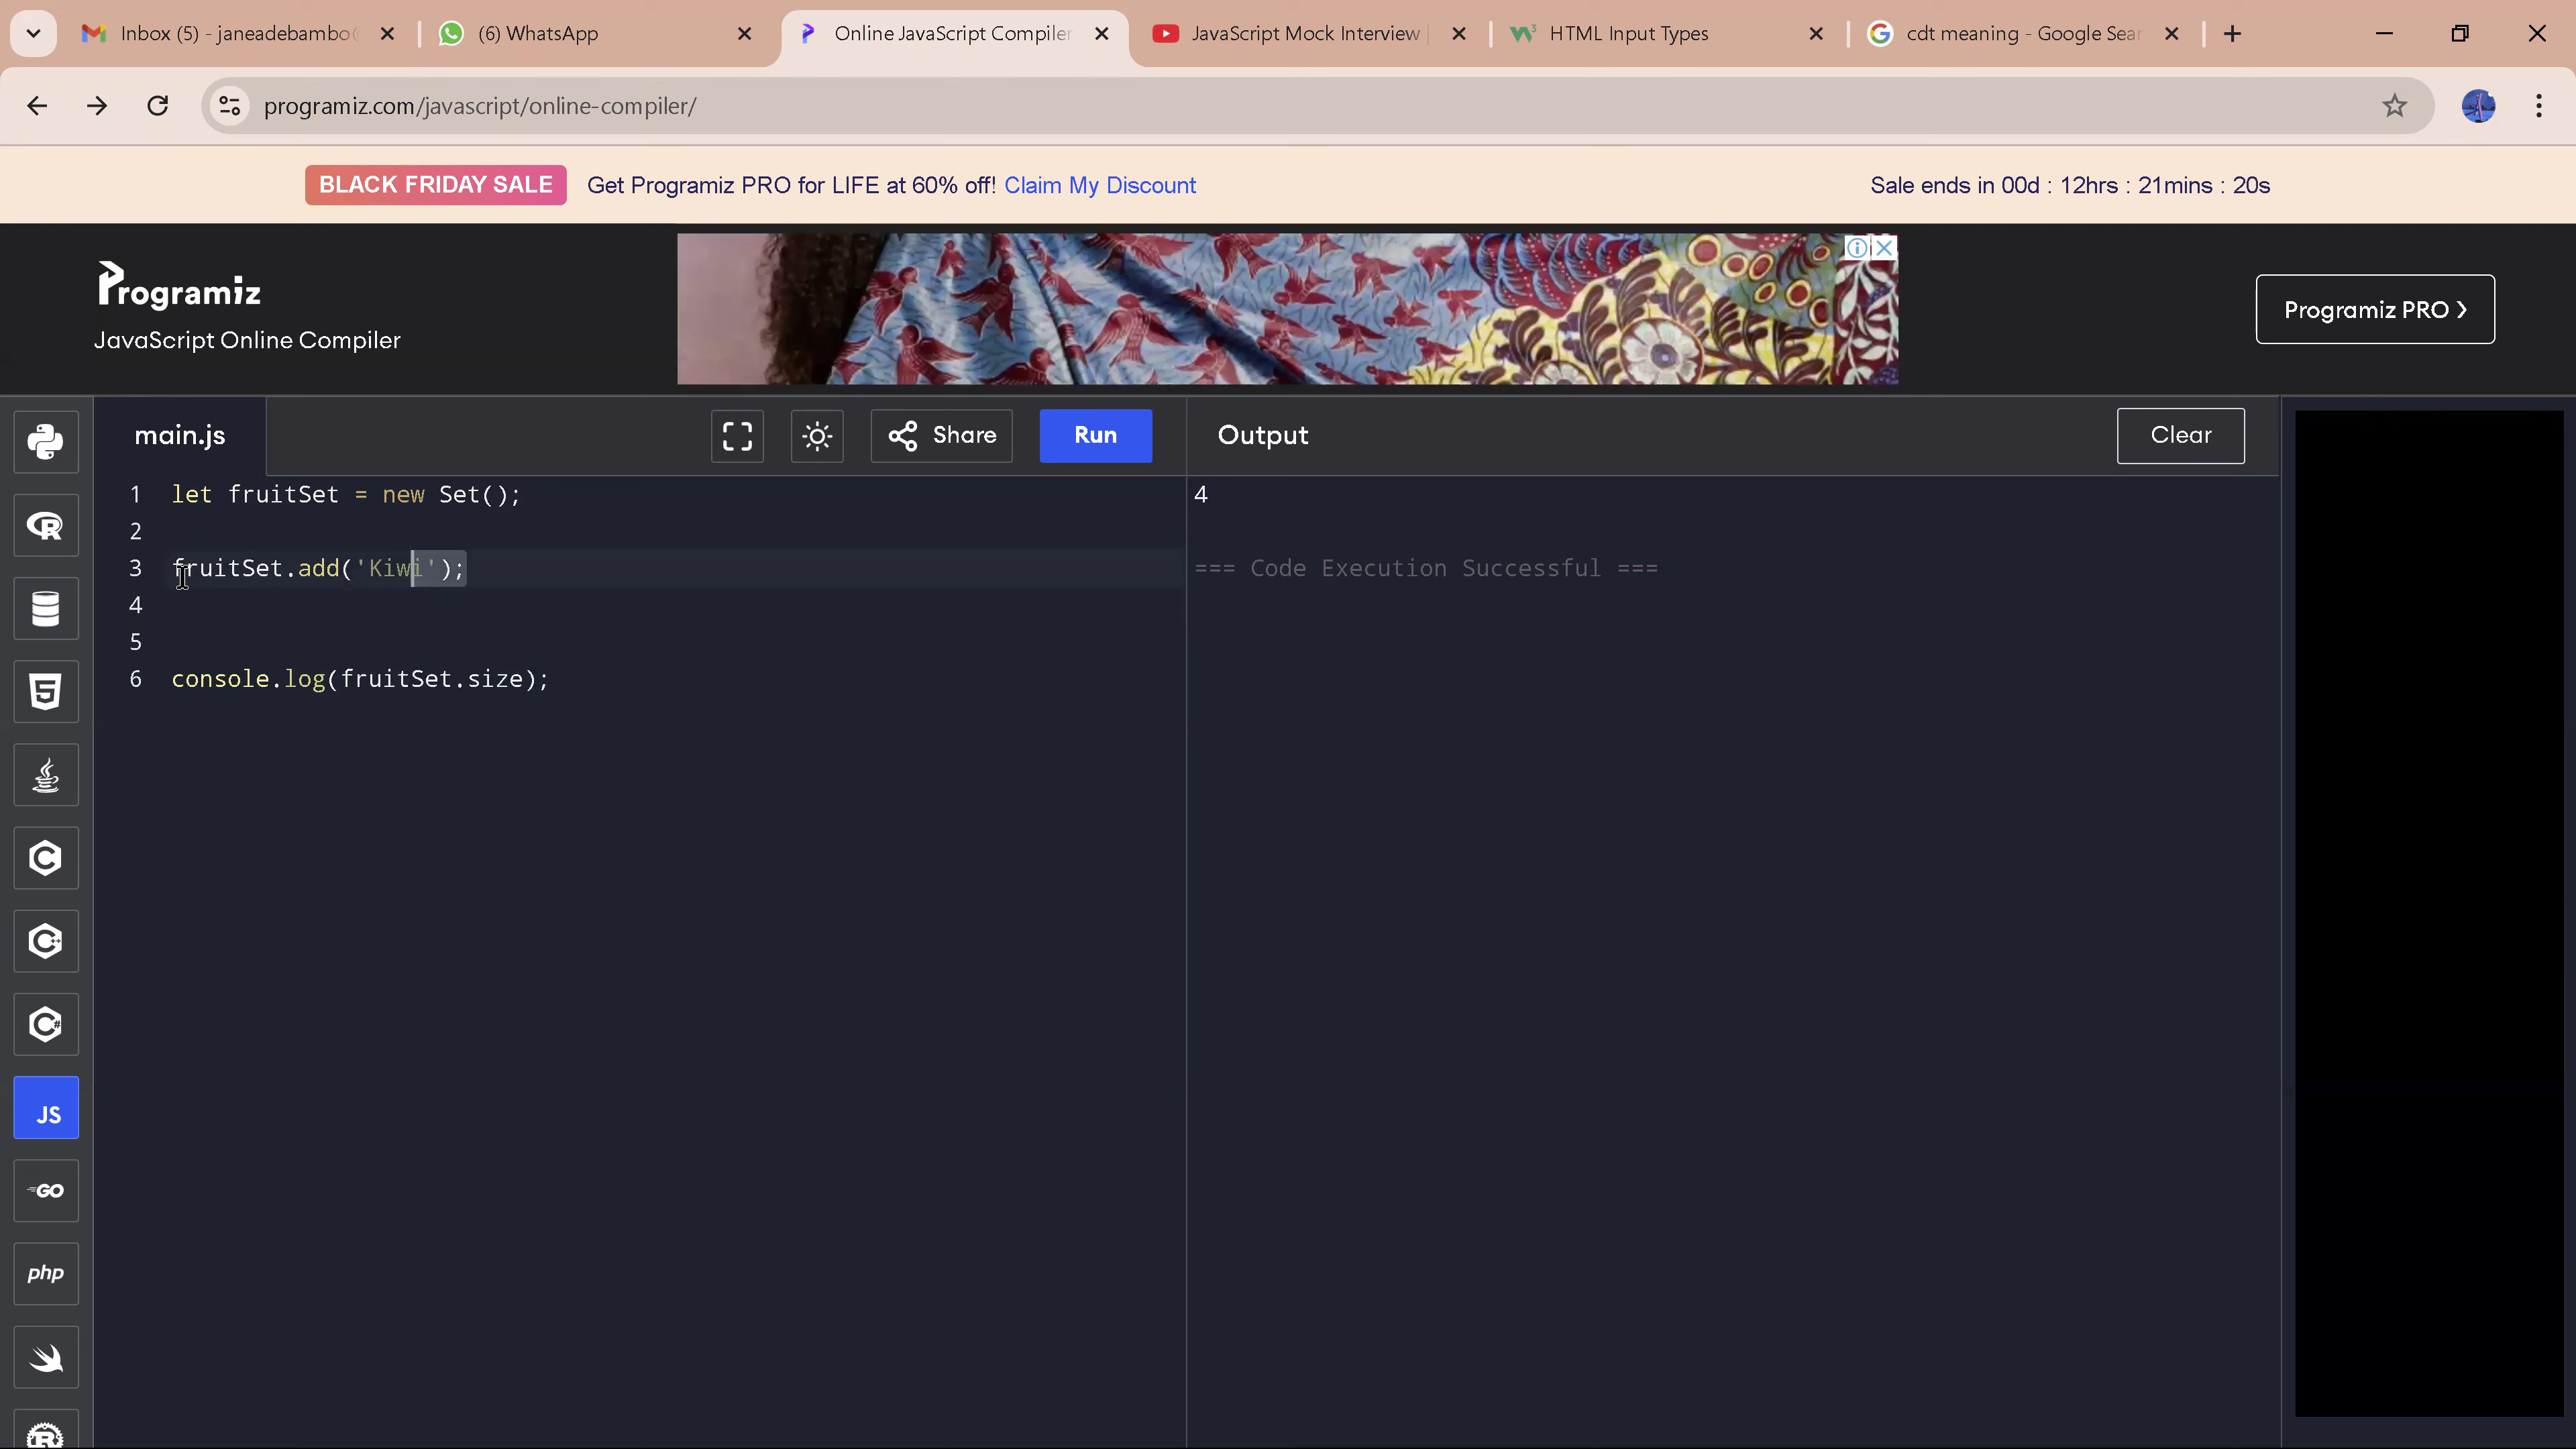 Inbox (5) - janeadebambo@
(6) WhatsApp
Online JavaScript Compiler
JavaScript Mock Interview
HTML Input Types
cdt meaning - Google Sear
programiz.com/javascript/online-compiler/
BLACK FRIDAY SALE Get Programiz PRO for LIFE at 60% off! Claim My Discount Sale ends in 00d : 12hrs : 21mins : 20s
Programiz
JavaScript Online Compiler
Programiz PRO ❯
main.js
Share
Run
Output
Clear
1 let fruitSet = new Set();
2
3 fruitSet.add('Kiwi');
4
5
6 console.log(fruitSet.size);
4
=== Code Execution Successful ===
R
5
C
C++
C#
JS
GO
php
R